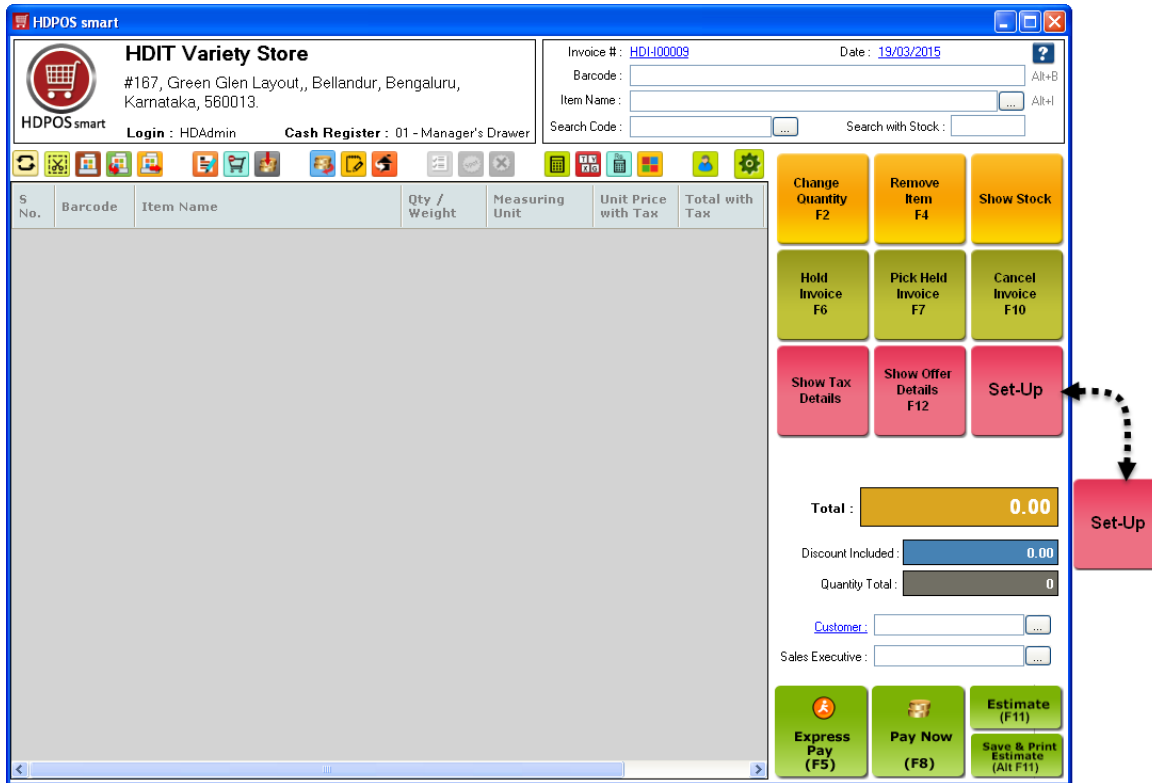 HDPOS smart
HDIT Variety Store
#167, Green Glen Layout,, Bellandur, Bengaluru,
Karnataka, 560013.
HDPOS smart
Login : HDAdmin Cash Register : 01 - Manager's Drawer
Invoice # : HDI-I00009 Date : 19/03/2015 ?
Barcode : Alt+B
Item Name : ... Alt+I
Search Code : ... Search with Stock :
S No. Barcode Item Name Qty / Weight Measuring Unit Unit Price with Tax Total with Tax
Change Quantity F2
Remove Item F4
Show Stock
Hold Invoice F6
Pick Held Invoice F7
Cancel Invoice F10
Show Tax Details
Show Offer Details F12
Set-Up
Set-Up
Total : 0.00
Discount Included : 0.00
Quantity Total : 0
Customer : ...
Sales Executive : ...
Express Pay (F5)
Pay Now (F8)
Estimate (F11)
Save & Print Estimate (Alt F11)